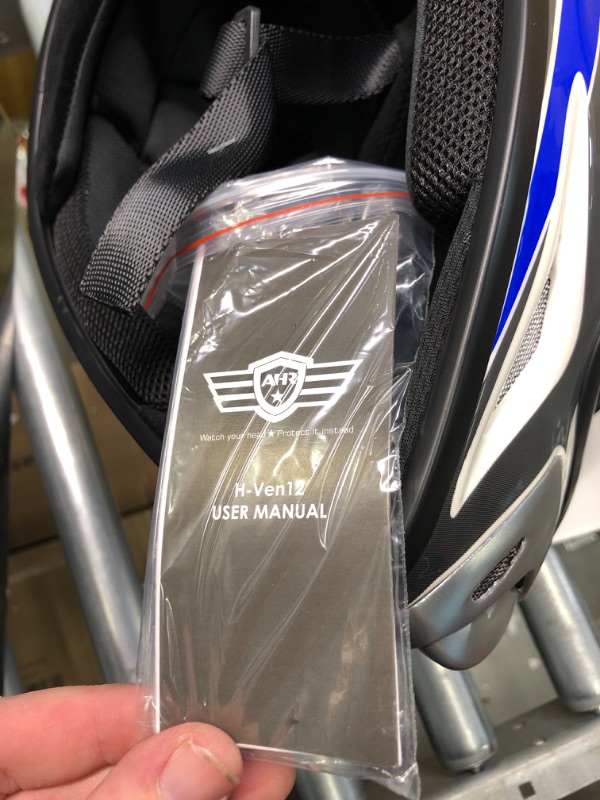 AHR
Watch your head ★ Protect it instead
H-Ven12
USER MANUAL